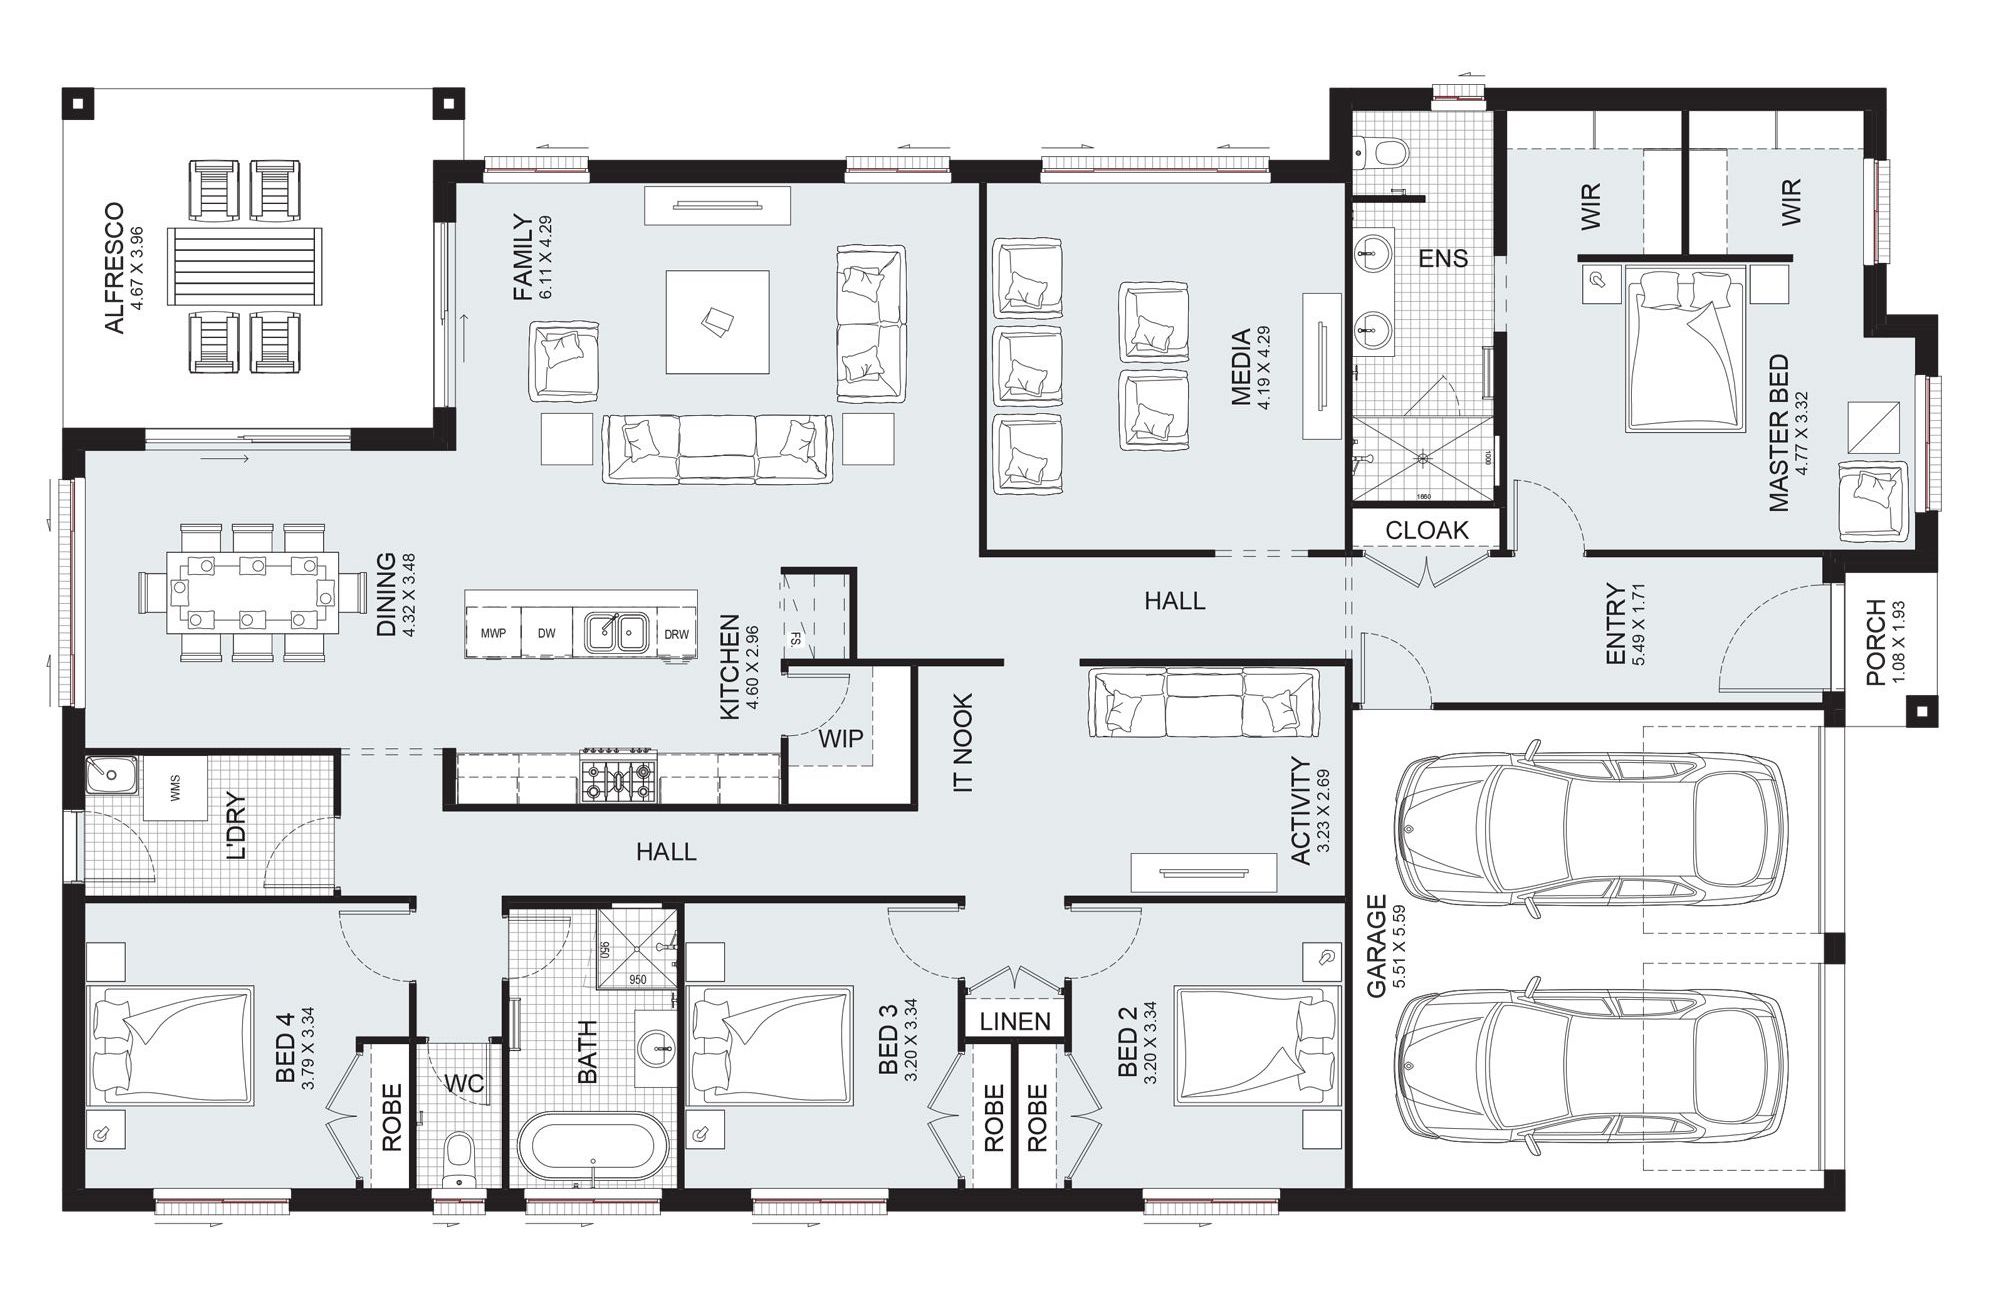 ALFRESCO
4.67 X 3.96
FAMILY
6.11 X 4.29
MEDIA
4.19 X 4.29
ENS
1000
1660
WIR
WIR
MASTER BED
4.77 X 3.32
CLOAK
DINING
4.32 X 3.48
MWP
DW
DRW
KITCHEN
4.60 X 2.96
FS.
WIP
HALL
ENTRY
5.49 X 1.71
PORCH
1.08 X 1.93
IT NOOK
ACTIVITY
3.23 X 2.69
WMS
L'DRY
HALL
GARAGE
5.51 X 5.59
BED 4
3.79 X 3.34
ROBE
WC
BATH
950
950
BED 3
3.20 X 3.34
LINEN
ROBE
ROBE
BED 2
3.20 X 3.34